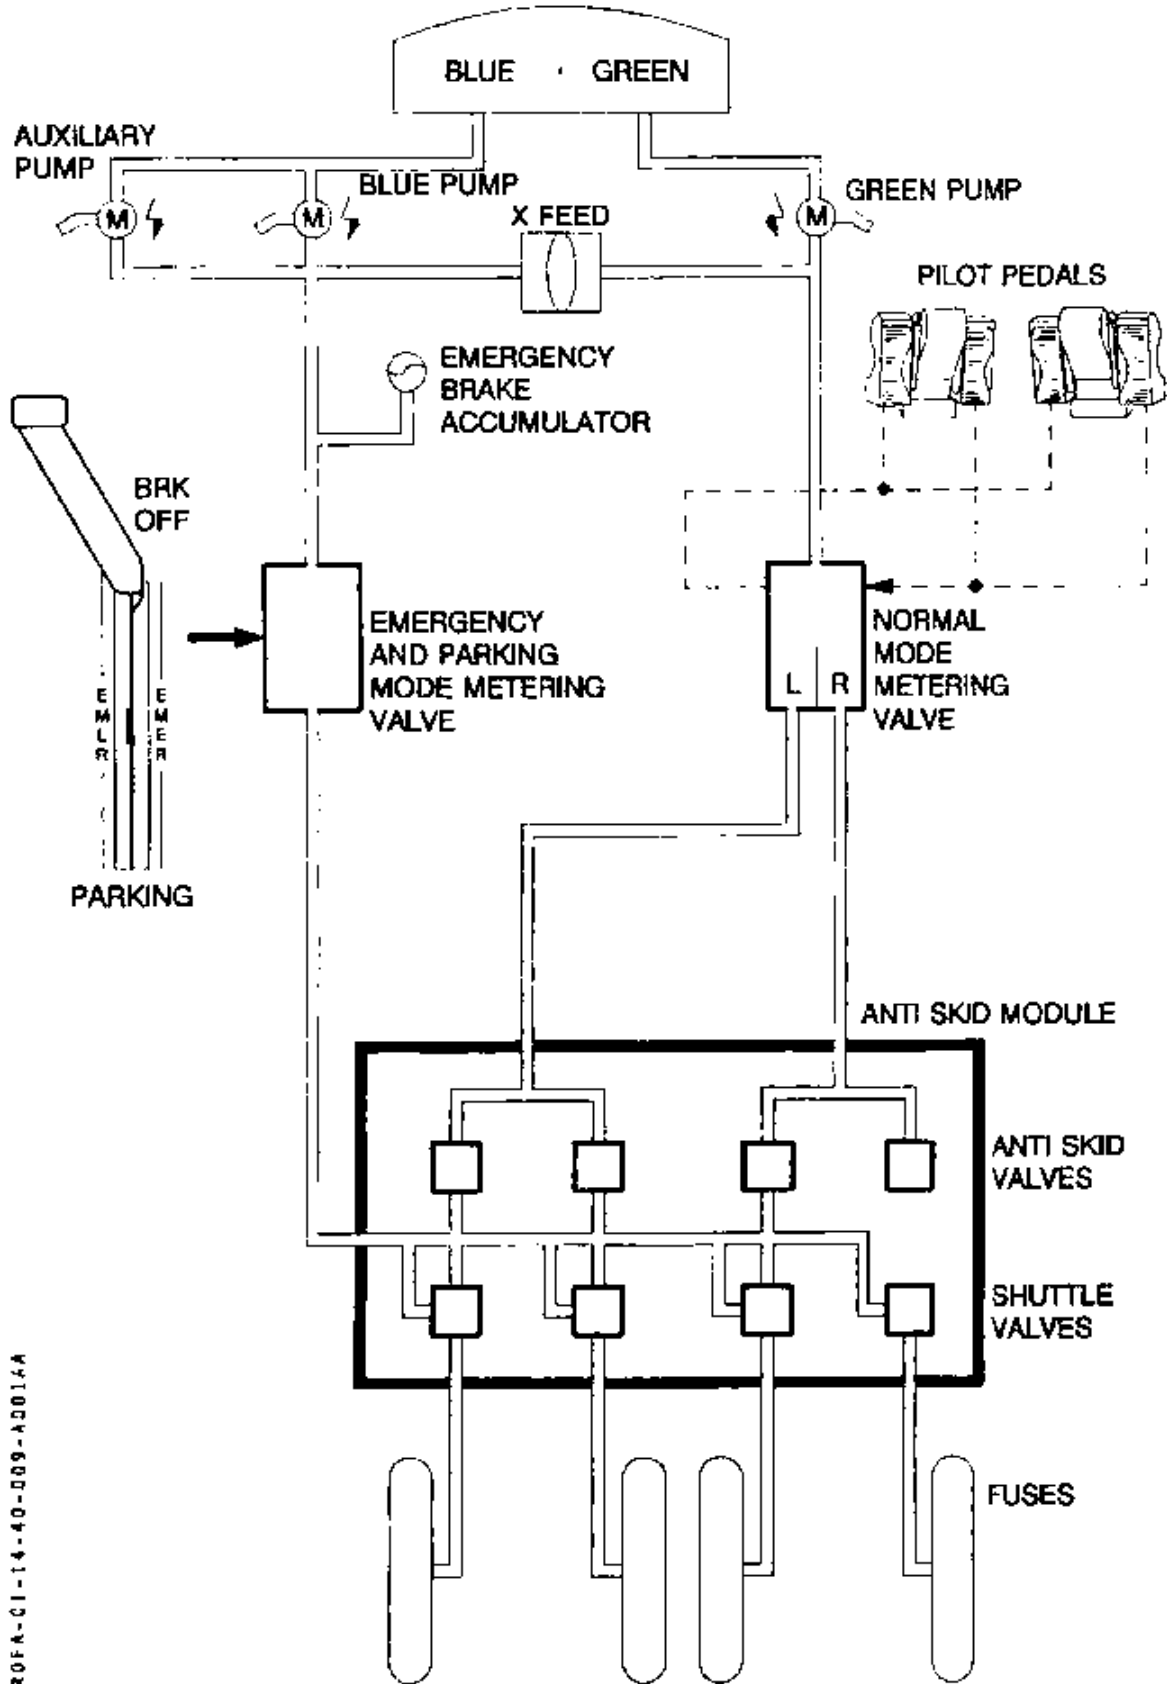 BLUE · GREEN
AUXILIARY
PUMP
BLUE PUMP
GREEN PUMP
M
M
M
X FEED
PILOT PEDALS
EMERGENCY
BRAKE
ACCUMULATOR
BRK
OFF
EMERGENCY
AND PARKING
MODE METERING
VALVE
NORMAL
MODE
METERING
VALVE
L R
EMER
PARKING
ANTI SKID MODULE
ANTI SKID
VALVES
SHUTTLE
VALVES
FUSES